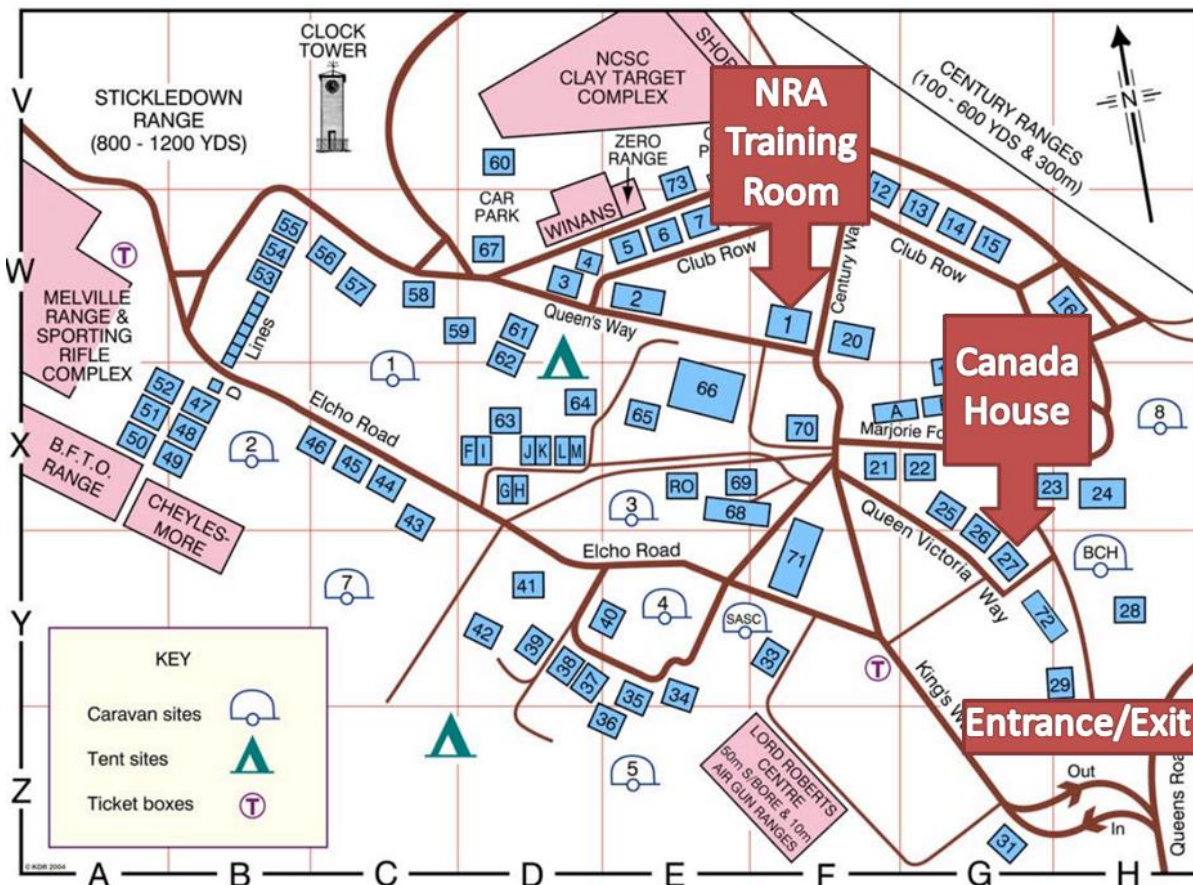 CLOCK
TOWER
STICKLEDOWN
RANGE
(800 - 1200 YDS)
NCSC
CLAY TARGET
COMPLEX
CENTURY RANGES
(100 - 600 YDS & 300m)
N
NRA
Training
Room
ZERO
RANGE
CAR
PARK
WINANS
60
73
67
3
4
5
6
7
12
13
14
15
16
Club Row
Club Row
Century Way
Queen's Way
1
2
20
55
54
53
56
57
58
59
61
62
T
MELVILLE
RANGE &
SPORTING
RIFLE
COMPLEX
D Lines
1
Elcho Road
Canada
House
52
51
50
47
48
49
2
46
45
44
43
63
64
65
66
70
A
8
F I
J K L M
G H
3
RO
69
68
21
22
23
24
25
26
27
B.F.T.O.
RANGE
CHEYLES-
MORE
7
Elcho Road
71
Queen Victoria
Way
BCH
28
72
29
41
42
39
38
37
40
4
35
34
36
SASC
33
T
King's
Entrance/Exit
5
LORD ROBERTS
CENTRE
50m S/BORE & 10m
AIR GUN RANGES
Out
In
31
KEY
Caravan sites
Tent sites
Ticket boxes
T
© KDR 2004
V
W
X
Y
Z
A B C D E F G H